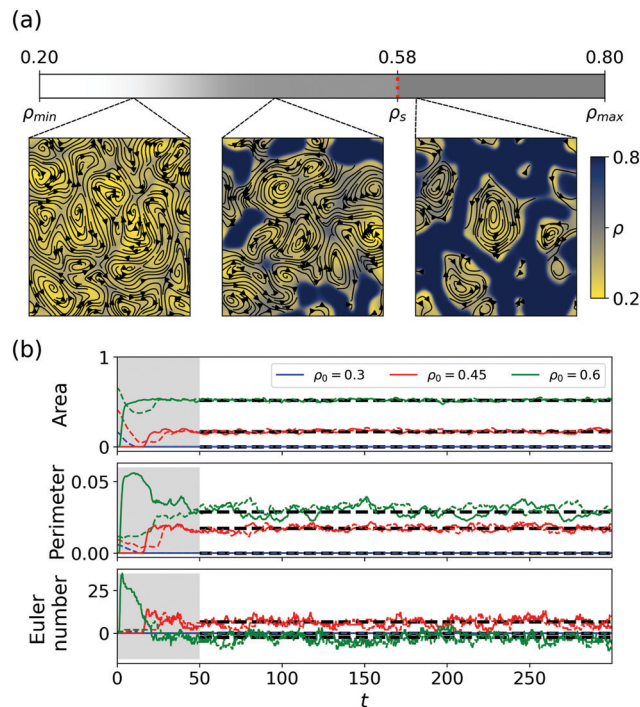 (a)
0.20 0.58 0.80
ρmin ρs ρmax
0.8
ρ
0.2
(b)
1
Area
0
ρ0 = 0.3 ρ0 = 0.45 ρ0 = 0.6
0.05
Perimeter
0.00
25
Euler
number
0
0 50 100 150 200 250
t